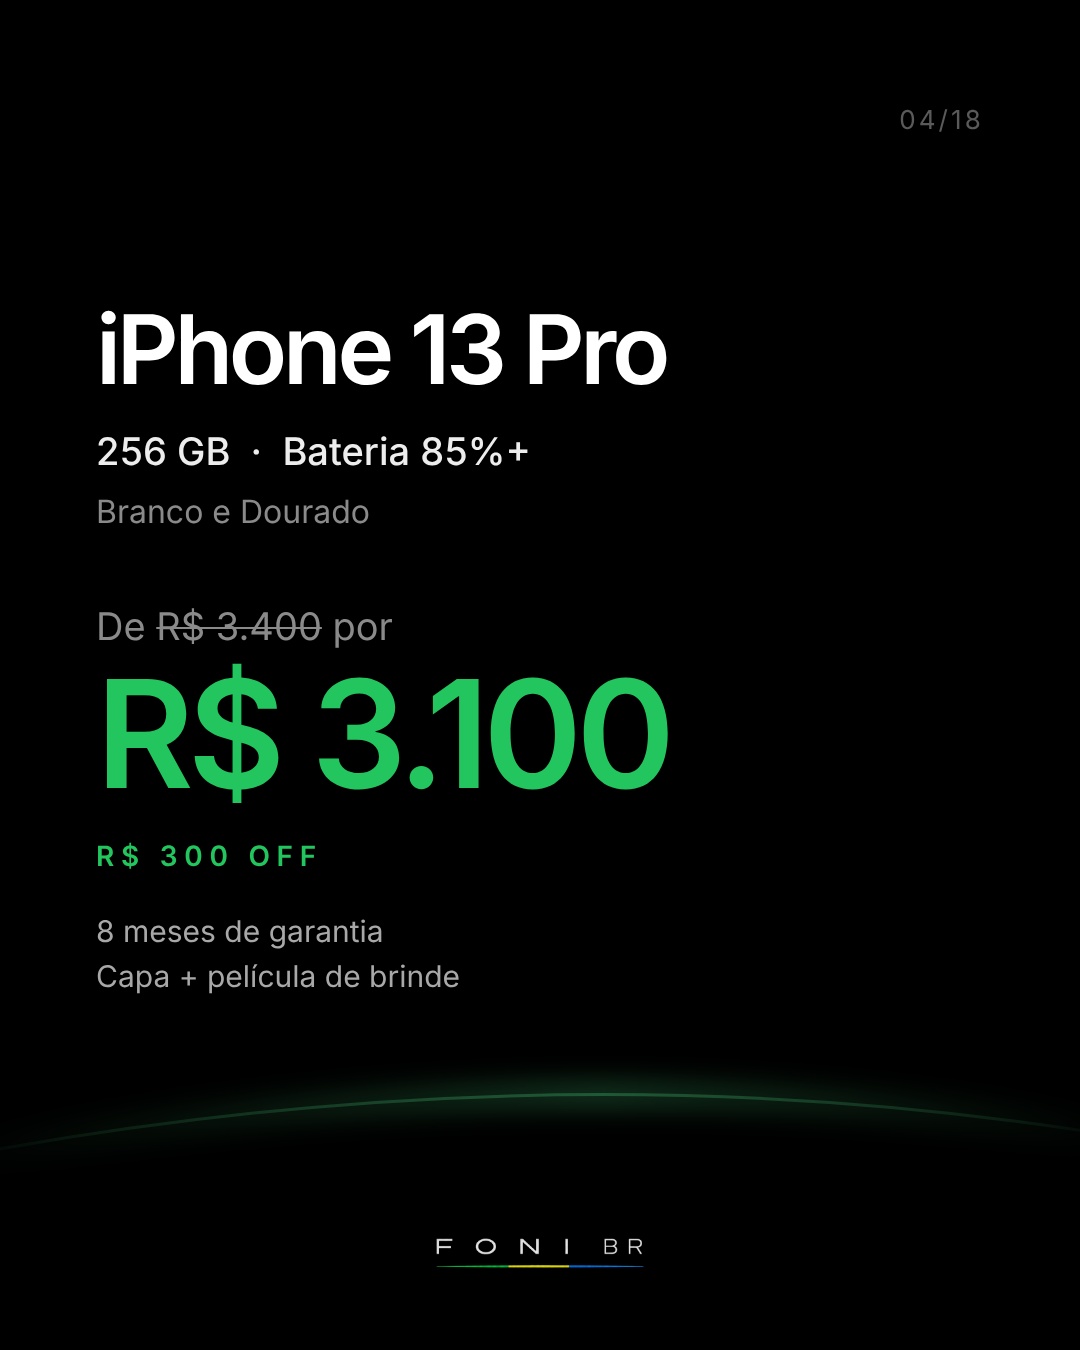 04/18
iPhone 13 Pro
256 GB · Bateria 85%+
Branco e Dourado
De R$ 3.400 por
R$ 3.100
R$ 300 OFF
8 meses de garantia
Capa + película de brinde
FONI BR